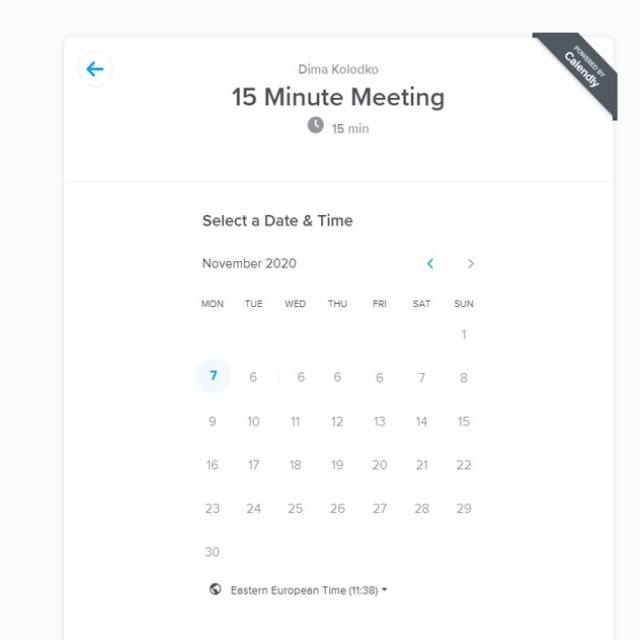 POWERED BY
Calendly
Dima Kolodko
15 Minute Meeting
15 min
Select a Date & Time
November 2020
MON TUE WED THU FRI SAT SUN
1
7 6 6 6 6 7 8
9 10 11 12 13 14 15
16 17 18 19 20 21 22
23 24 25 26 27 28 29
30
Eastern European Time (11:38)